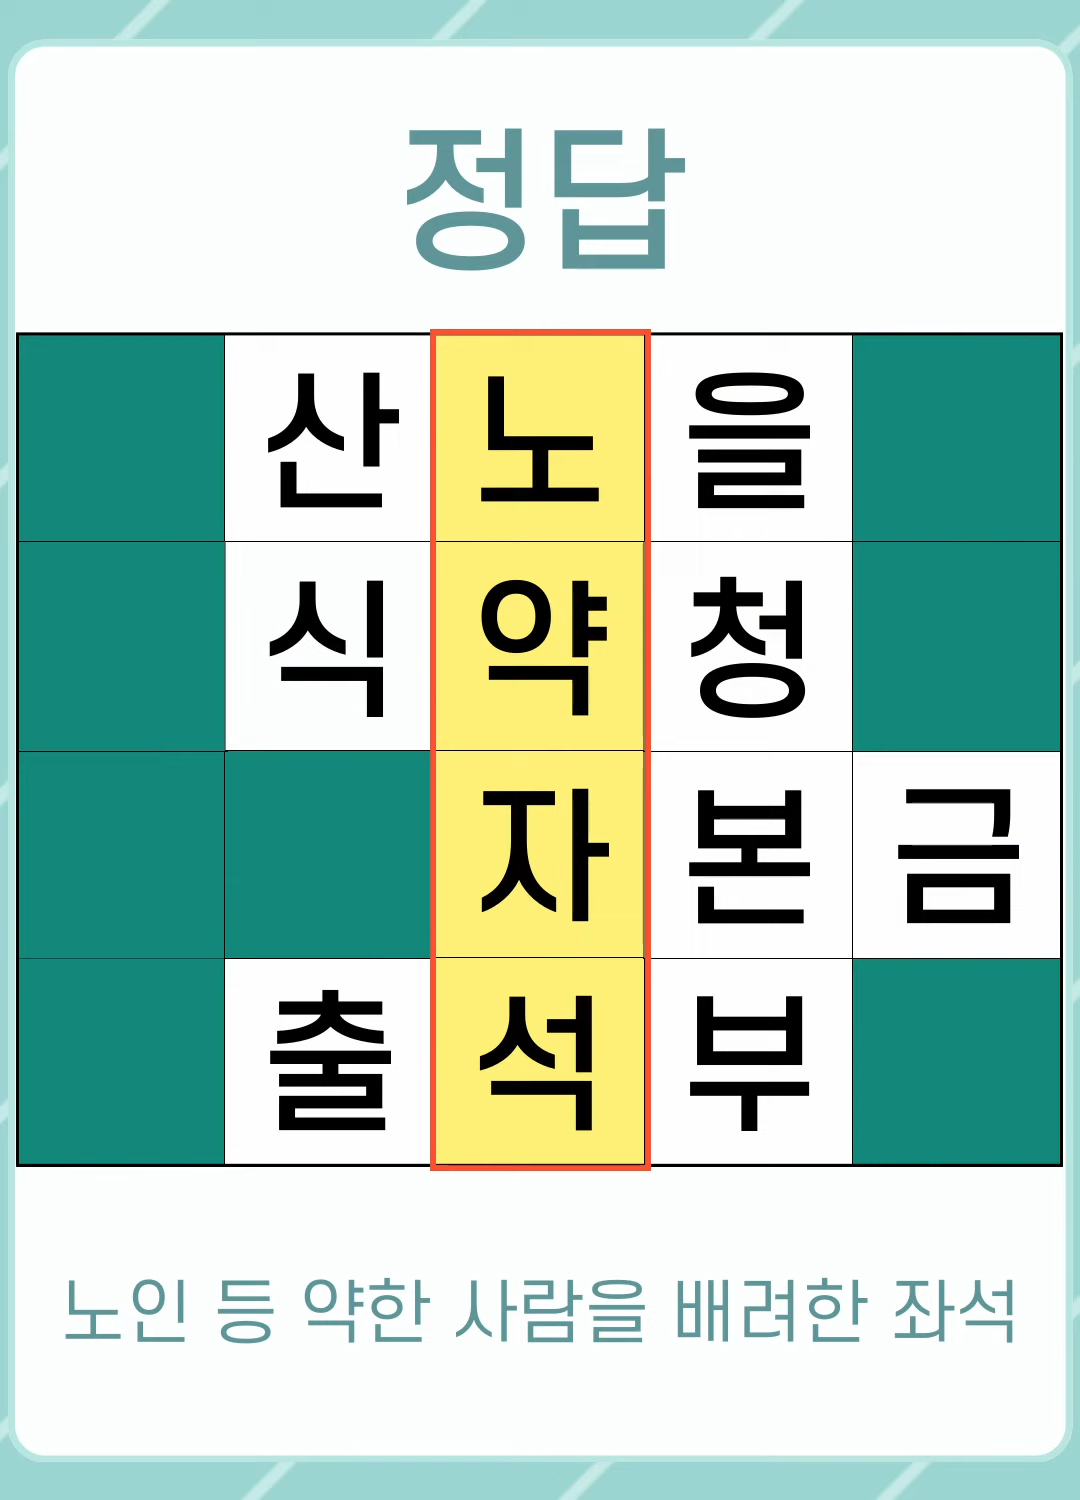 정답
산 노 을
식 약 청
자 본 금
출 석 부
노인 등 약한 사람을 배려한 좌석